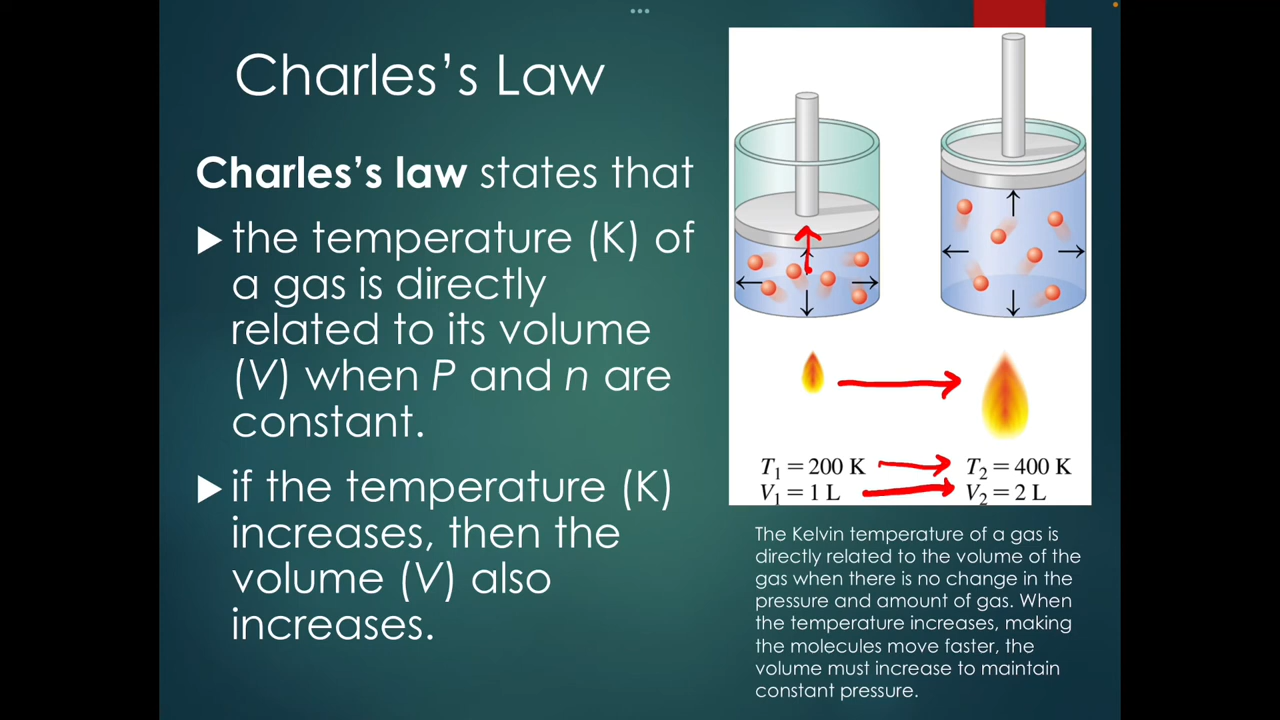 Charles’s Law
Charles’s law states that
▶ the temperature (K) of
a gas is directly
related to its volume
(V) when P and n are
constant.
▶ if the temperature (K)
increases, then the
volume (V) also
increases.
T₁ = 200 K
V₁ = 1 L
T₂ = 400 K
V₂ = 2 L
The Kelvin temperature of a gas is
directly related to the volume of the
gas when there is no change in the
pressure and amount of gas. When
the temperature increases, making
the molecules move faster, the
volume must increase to maintain
constant pressure.